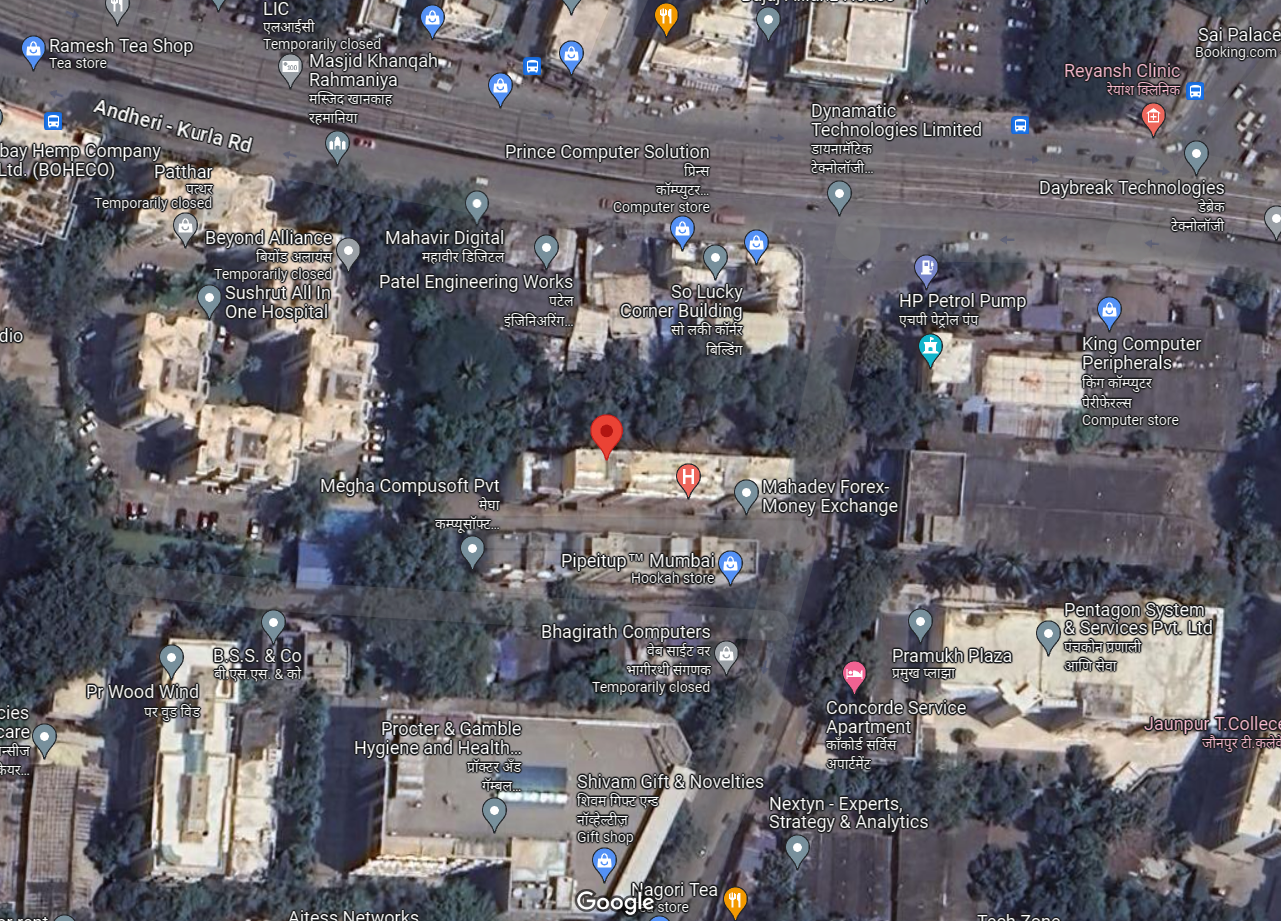 LIC
एलआईसी
Temporarily closed
Ramesh Tea Shop
Tea store
Masjid Khanqah
Rahmaniya
मस्जिद खानकाह
रहमानिया
Sai Palace
Booking.com
Reyansh Clinic
रेयांश क्लिनिक
Andheri - Kurla Rd
Dynamatic
Technologies Limited
डायनामॅटिक
टेक्नोलॉजी...
bay Hemp Company
Ltd. (BOHECO)
Prince Computer Solution
प्रिन्स
कॉम्प्युटर...
Computer store
Patthar
पत्थर
Temporarily closed
Daybreak Technologies
डेब्रेक
टेक्नोलॉजी
Beyond Alliance
बियोंड अलायंस
Temporarily closed
Mahavir Digital
महावीर डिजिटल
Patel Engineering Works
पटेल
इंजिनिअरिंग...
Sushrut All In
One Hospital
So Lucky
Corner Building
सो लकी कॉर्नर
बिल्डिंग
HP Petrol Pump
एचपी पेट्रोल पंप
dio
King Computer
Peripherals
किंग कॉम्प्युटर
पेरीफेरल्स
Computer store
H
Megha Compusoft Pvt
मेघा
कम्प्यूसॉफ्ट...
Mahadev Forex-
Money Exchange
Pipeitup™ Mumbai
Hookah store
Pentagon System
& Services Pvt. Ltd
पंचकोन प्रणाली
आणि सेवा
Bhagirath Computers
वेब साईट वर
भागीरथी संगणक
Temporarily closed
B.S.S. & Co
बी.एस.एस. & को
Pramukh Plaza
प्रमुख प्लाझा
Pr Wood Wind
पर वुड विंड
Concorde Service
Apartment
कॉंकोर्ड सर्विस
अपार्टमेंट
cies
care
न्सीज
केयर...
Procter & Gamble
Hygiene and Health...
प्रॉक्टर अँड
गॅम्बल...
Jaunpur T.College
जौनपुर टी.कॉलेज
Shivam Gift & Novelties
शिवम गिफ्ट एन्ड
नॉव्हेल्टीज़
Gift shop
Nextyn - Experts,
Strategy & Analytics
Google
Nagori Tea
Tea store
Aitess Networks
Tech Zone